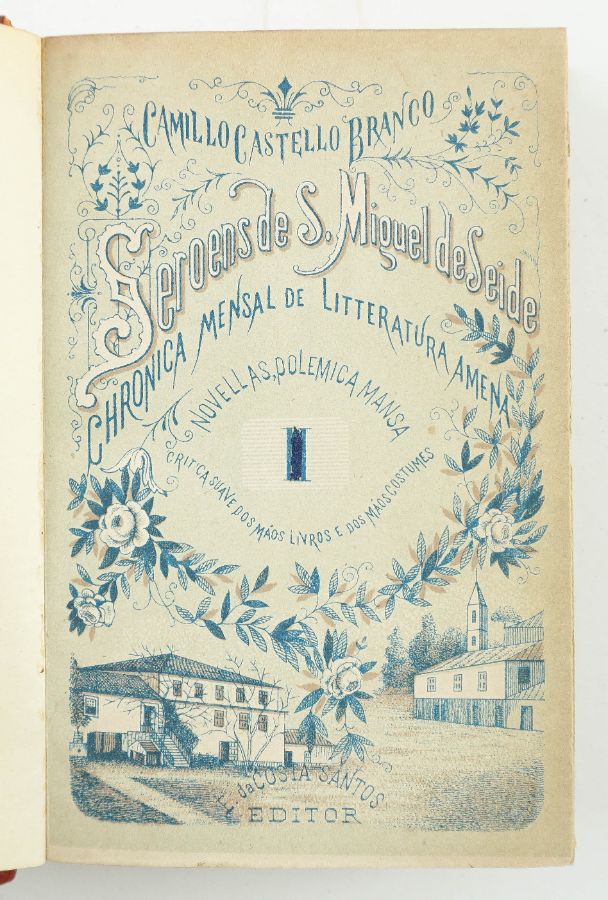 CAMILLO CASTELLO BRANCO
Seroens de S. Miguel de Seide
CHRONICA MENSAL DE LITTERATURA AMENA
NOVELLAS, POLEMICA MANSA
I
CRITICA SUAVE DOS MÁOS LIVROS E DOS MÁOS COSTUMES
da COSTA SANTOS
EDITOR